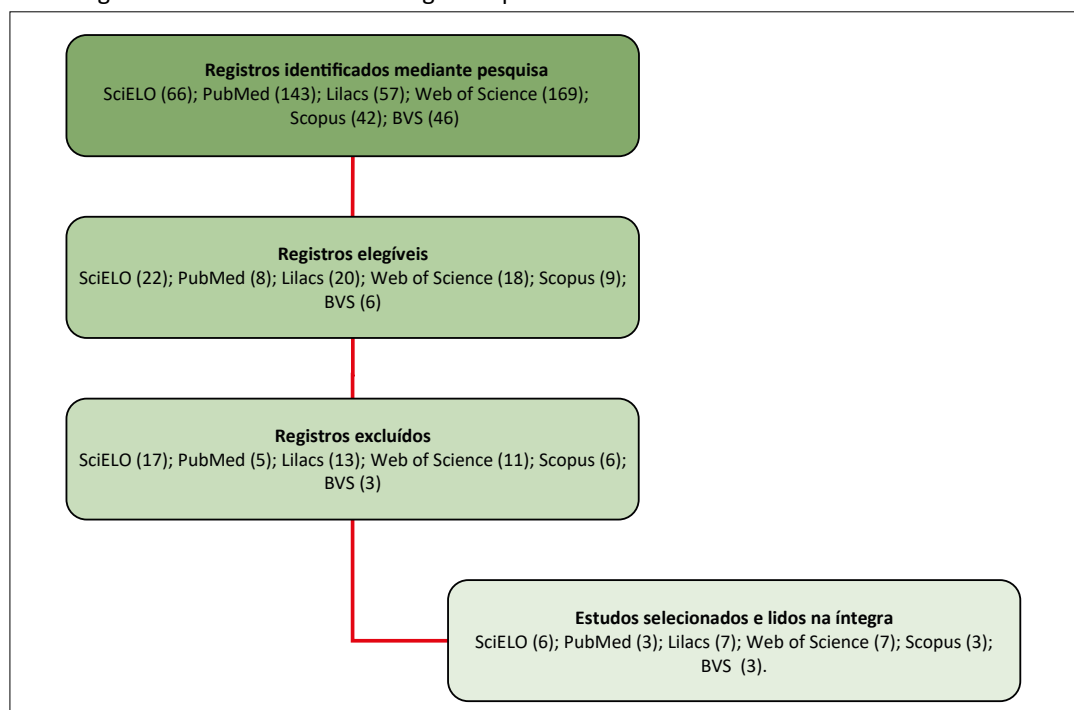 Registros identificados mediante pesquisa
SciELO (66); PubMed (143); Lilacs (57); Web of Science (169);
Scopus (42); BVS (46)
Registros elegíveis
SciELO (22); PubMed (8); Lilacs (20); Web of Science (18); Scopus (9);
BVS (6)
Registros excluídos
SciELO (17); PubMed (5); Lilacs (13); Web of Science (11); Scopus (6);
BVS (3)
Estudos selecionados e lidos na íntegra
SciELO (6); PubMed (3); Lilacs (7); Web of Science (7); Scopus (3);
BVS (3).